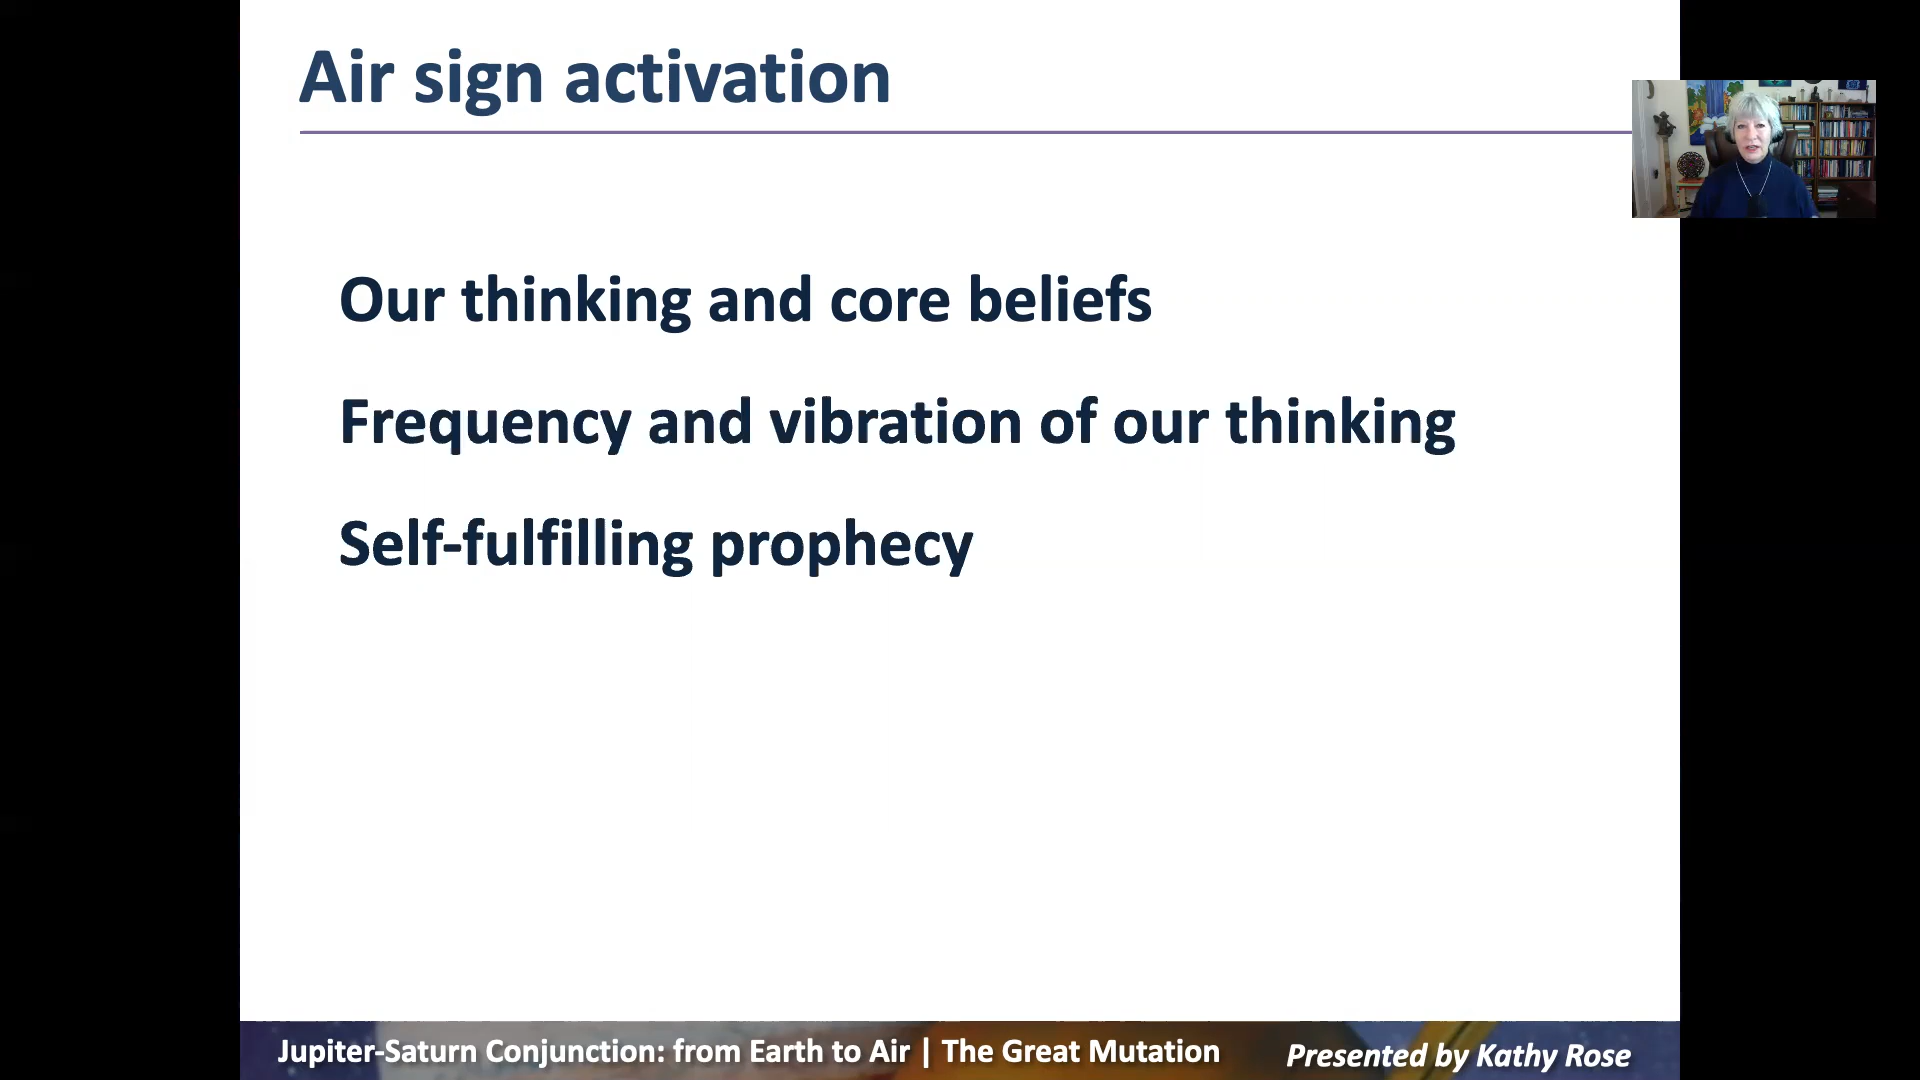 Air sign activation
Our thinking and core beliefs
Frequency and vibration of our thinking
Self-fulfilling prophecy
Jupiter-Saturn Conjunction: from Earth to Air | The Great Mutation
Presented by Kathy Rose